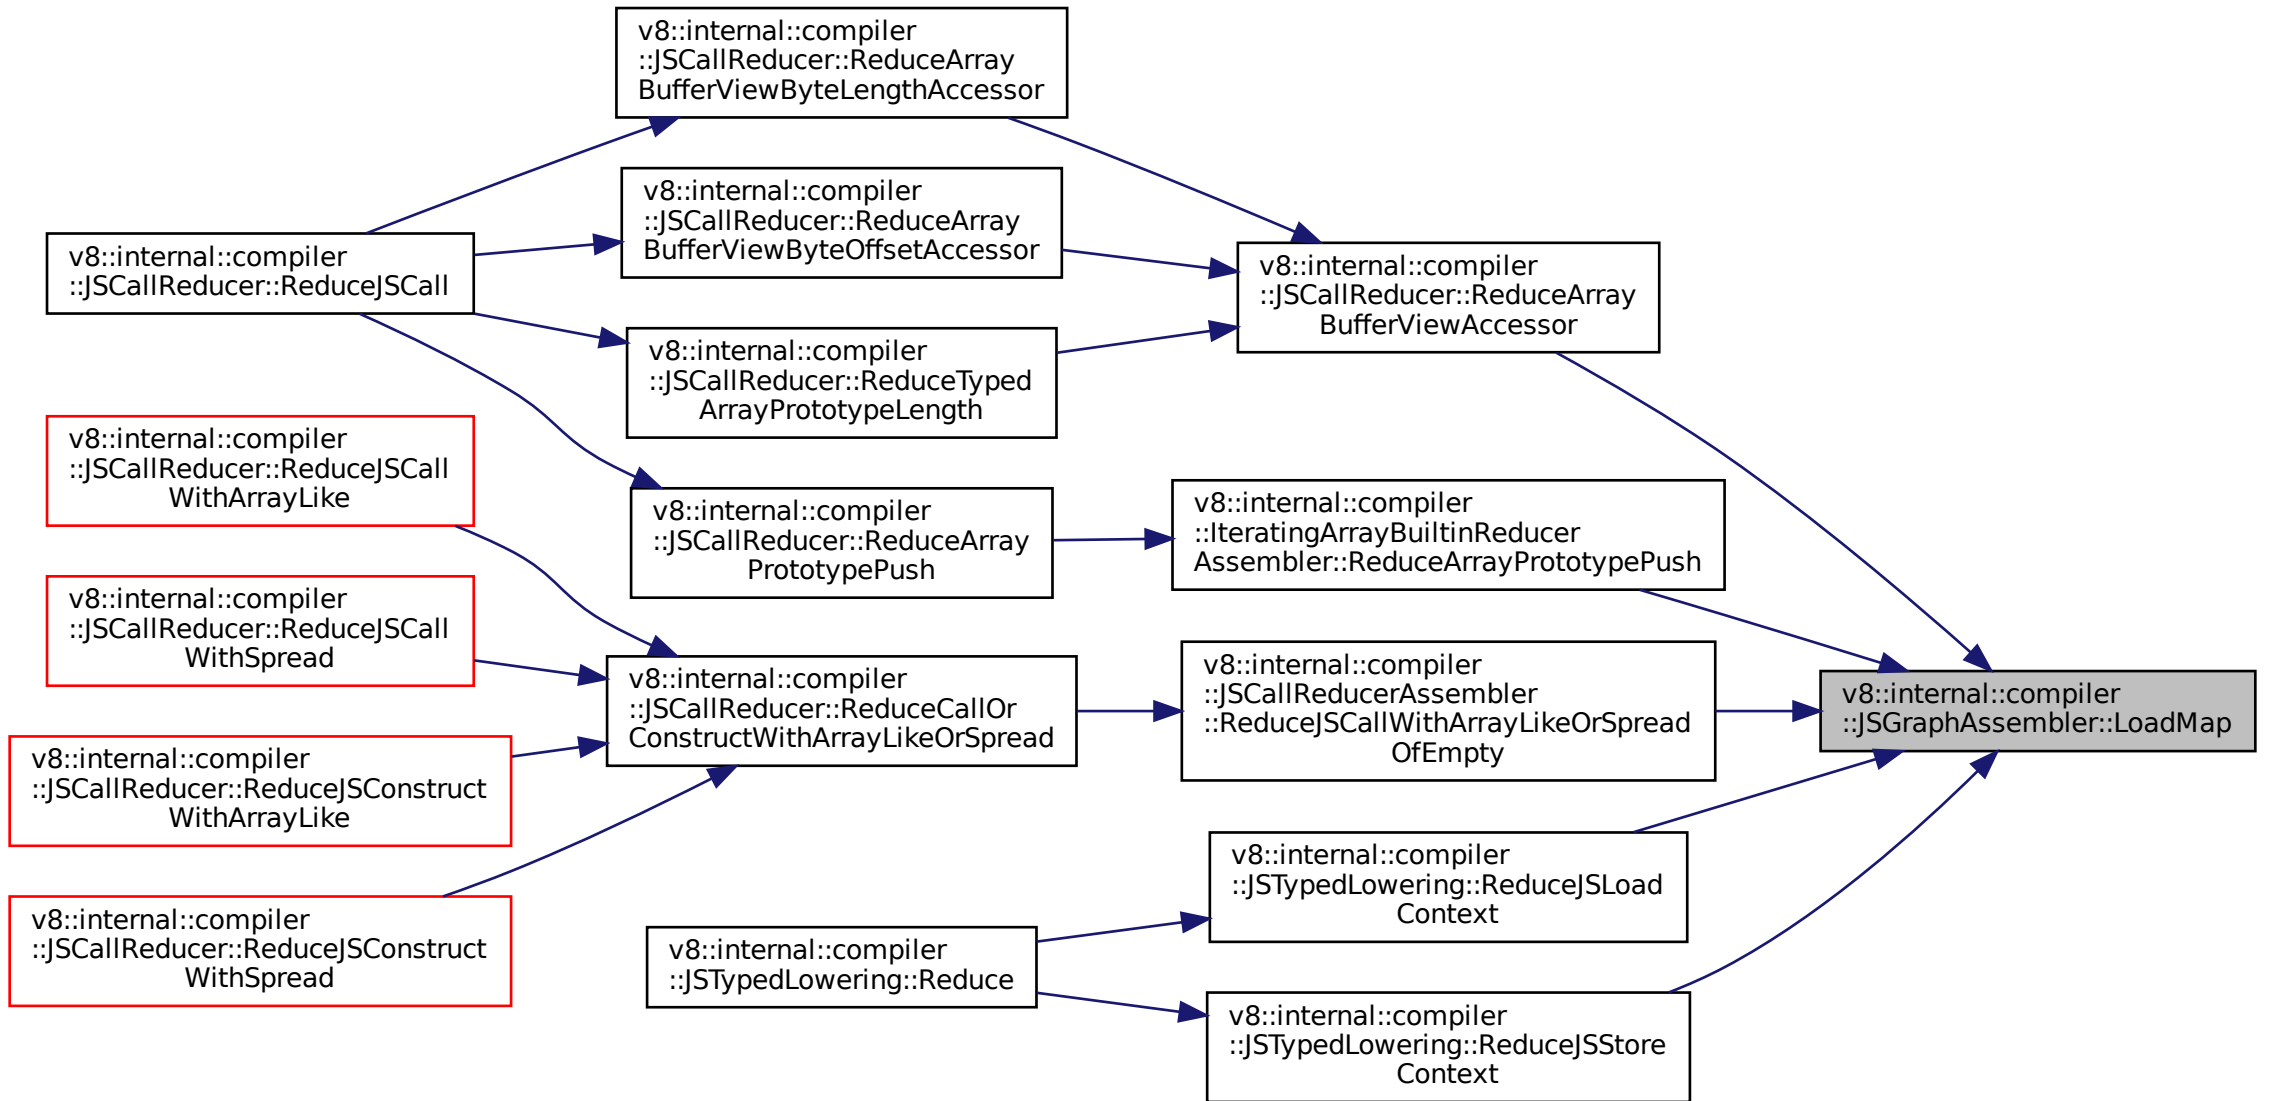 v8::internal::compiler
::JSCallReducer::ReduceArray
BufferViewByteLengthAccessor
v8::internal::compiler
::JSCallReducer::ReduceArray
BufferViewByteOffsetAccessor
v8::internal::compiler
::JSCallReducer::ReduceJSCall
v8::internal::compiler
::JSCallReducer::ReduceArray
BufferViewAccessor
v8::internal::compiler
::JSCallReducer::ReduceTyped
ArrayPrototypeLength
v8::internal::compiler
::JSCallReducer::ReduceJSCall
WithArrayLike
v8::internal::compiler
::JSCallReducer::ReduceArray
PrototypePush
v8::internal::compiler
::IteratingArrayBuiltinReducer
Assembler::ReduceArrayPrototypePush
v8::internal::compiler
::JSCallReducer::ReduceJSCall
WithSpread
v8::internal::compiler
::JSCallReducer::ReduceCallOr
ConstructWithArrayLikeOrSpread
v8::internal::compiler
::JSCallReducerAssembler
::ReduceJSCallWithArrayLikeOrSpread
OfEmpty
v8::internal::compiler
::JSGraphAssembler::LoadMap
v8::internal::compiler
::JSCallReducer::ReduceJSConstruct
WithArrayLike
v8::internal::compiler
::JSTypedLowering::ReduceJSLoad
Context
v8::internal::compiler
::JSCallReducer::ReduceJSConstruct
WithSpread
v8::internal::compiler
::JSTypedLowering::Reduce
v8::internal::compiler
::JSTypedLowering::ReduceJSStore
Context